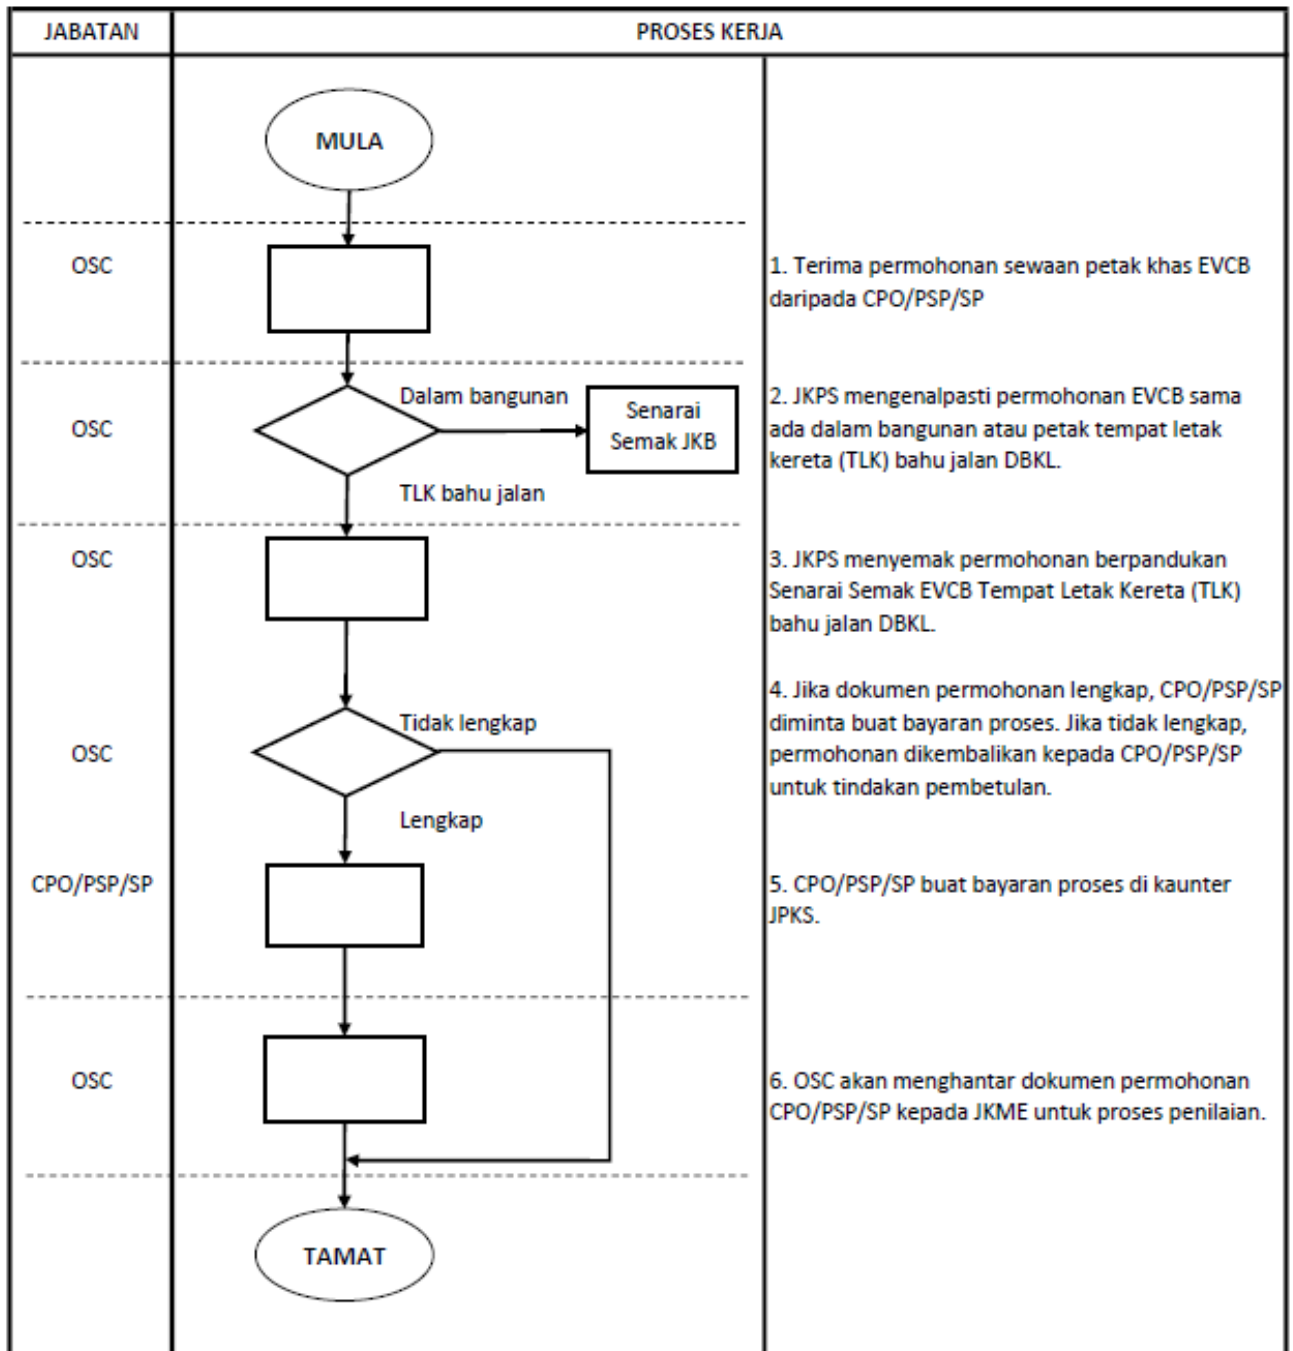 JABATAN
PROSES KERJA
MULA
OSC
1. Terima permohonan sewaan petak khas EVCB
daripada CPO/PSP/SP
OSC
Dalam bangunan
Senarai
Semak JKB
TLK bahu jalan
2. JKPS mengenalpasti permohonan EVCB sama
ada dalam bangunan atau petak tempat letak
kereta (TLK) bahu jalan DBKL.
OSC
3. JKPS menyemak permohonan berpandukan
Senarai Semak EVCB Tempat Letak Kereta (TLK)
bahu jalan DBKL.
OSC
Tidak lengkap
Lengkap
4. Jika dokumen permohonan lengkap, CPO/PSP/SP
diminta buat bayaran proses. Jika tidak lengkap,
permohonan dikembalikan kepada CPO/PSP/SP
untuk tindakan pembetulan.
CPO/PSP/SP
5. CPO/PSP/SP buat bayaran proses di kaunter
JPKS.
OSC
6. OSC akan menghantar dokumen permohonan
CPO/PSP/SP kepada JKME untuk proses penilaian.
TAMAT